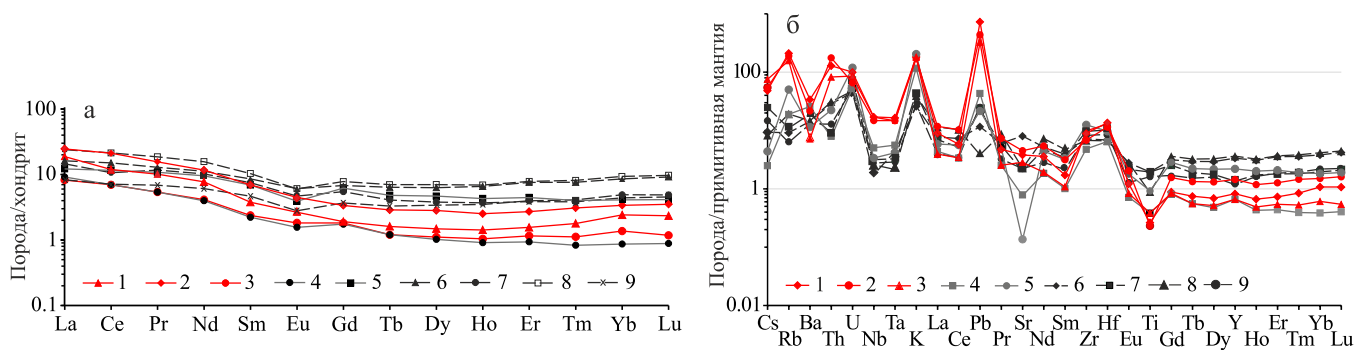 а
Порода/хондрит
100
10
1
0.1
1 2 3 4 5 6 7 8 9
La Ce Pr Nd Sm Eu Gd Tb Dy Ho Er Tm Yb Lu
б
Порода/примитивная мантия
100
1
0.01
1 2 3 4 5 6 7 8 9
Cs Ba U Ta La Pb Sr Sm Hf Ti Tb Y Er Yb
Rb Th Nb K Ce Pr Nd Zr Eu Gd Dy Ho Tm Lu